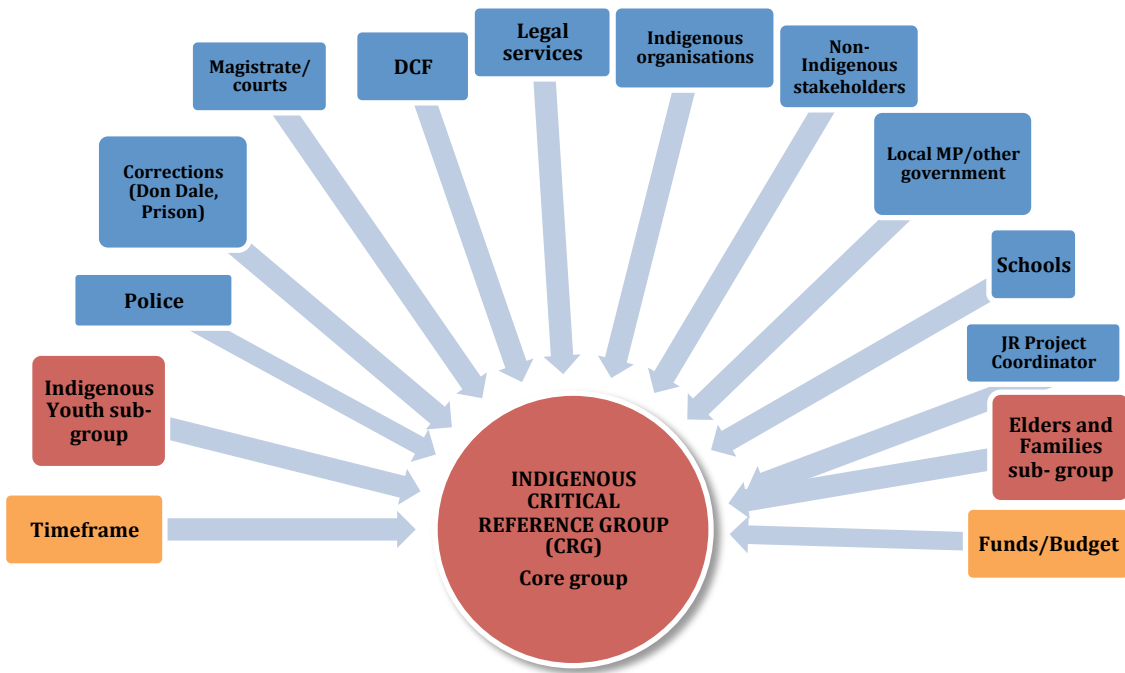 Legal
services
Indigenous
organisations
Non-
Indigenous
stakeholders
DCF
Magistrate/
courts
Local MP/other
government
Corrections
(Don Dale,
Prison)
Schools
Police
JR Project
Coordinator
Indigenous
Youth sub-
group
Elders and
Families
sub- group
Timeframe
Funds/Budget
INDIGENOUS
CRITICAL
REFERENCE GROUP
(CRG)
Core group